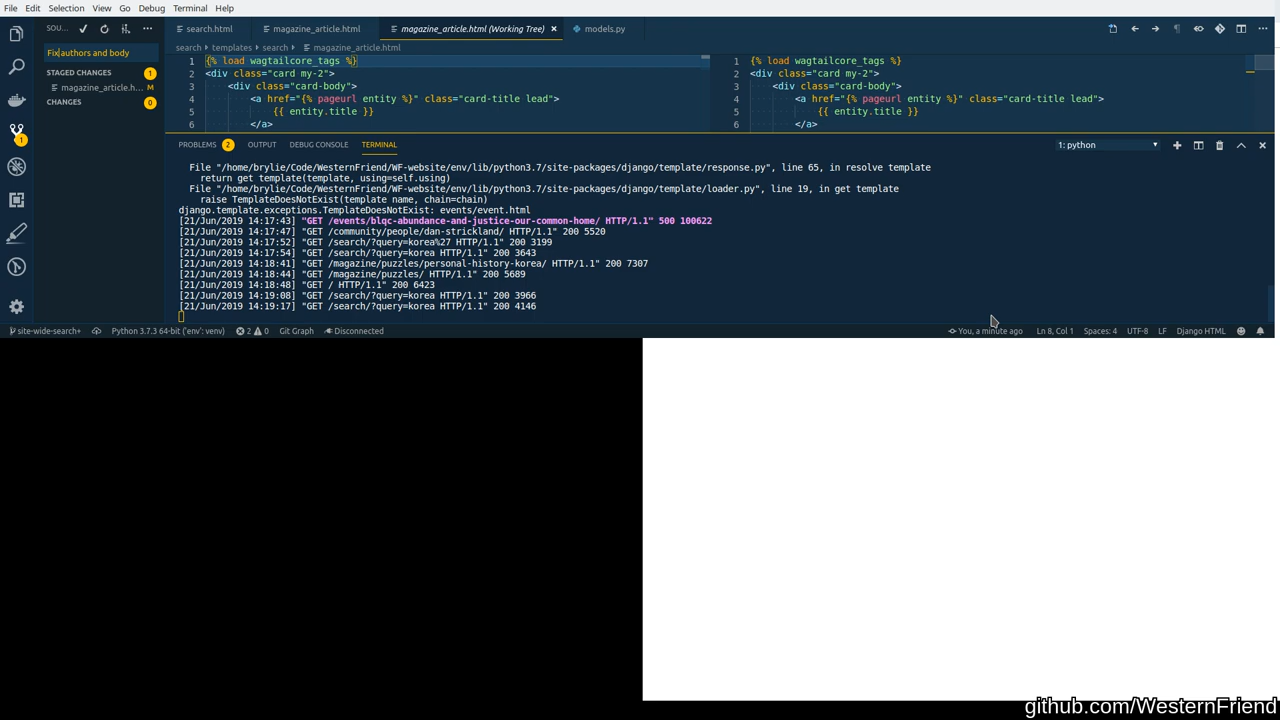 File Edit Selection View Go Debug Terminal Help
SOU... search.html magazine_article.html magazine_article.html (Working Tree) models.py
Fix authors and body
STAGED CHANGES 1
magazine_article.h... M
CHANGES 0
search templates search magazine_article.html
1 {% load wagtailcore_tags %}
2 <div class="card my-2">
3 <div class="card-body">
4 <a href="{% pageurl entity %}" class="card-title lead">
5 {{ entity.title }}
6 </a>
1 {% load wagtailcore_tags %}
2 <div class="card my-2">
3 <div class="card-body">
4 <a href="{% pageurl entity %}" class="card-title lead">
5 {{ entity.title }}
6 </a>
PROBLEMS 2 OUTPUT DEBUG CONSOLE TERMINAL 1: python
File "/home/brylie/Code/WesternFriend/WF-website/env/lib/python3.7/site-packages/django/template/response.py", line 65, in resolve template
return get template(template, using=self.using)
File "/home/brylie/Code/WesternFriend/WF-website/env/lib/python3.7/site-packages/django/template/loader.py", line 19, in get template
raise TemplateDoesNotExist(template name, chain=chain)
django.template.exceptions.TemplateDoesNotExist: events/event.html
[21/Jun/2019 14:17:43] "GET /events/blqc-abundance-and-justice-our-common-home/ HTTP/1.1" 500 100622
[21/Jun/2019 14:17:47] "GET /community/people/dan-strickland/ HTTP/1.1" 200 5520
[21/Jun/2019 14:17:52] "GET /search/?query=korea%27 HTTP/1.1" 200 3199
[21/Jun/2019 14:17:54] "GET /search/?query=korea HTTP/1.1" 200 3643
[21/Jun/2019 14:18:41] "GET /magazine/puzzles/personal-history-korea/ HTTP/1.1" 200 7307
[21/Jun/2019 14:18:44] "GET /magazine/puzzles/ HTTP/1.1" 200 5689
[21/Jun/2019 14:18:48] "GET / HTTP/1.1" 200 6423
[21/Jun/2019 14:19:08] "GET /search/?query=korea HTTP/1.1" 200 3966
[21/Jun/2019 14:19:17] "GET /search/?query=korea HTTP/1.1" 200 4146
1
site-wide-search+ Python 3.7.3 64-bit ('env': venv) 2 0 Git Graph Disconnected You, a minute ago Ln 8, Col 1 Spaces: 4 UTF-8 LF Django HTML
github.com/WesternFriend